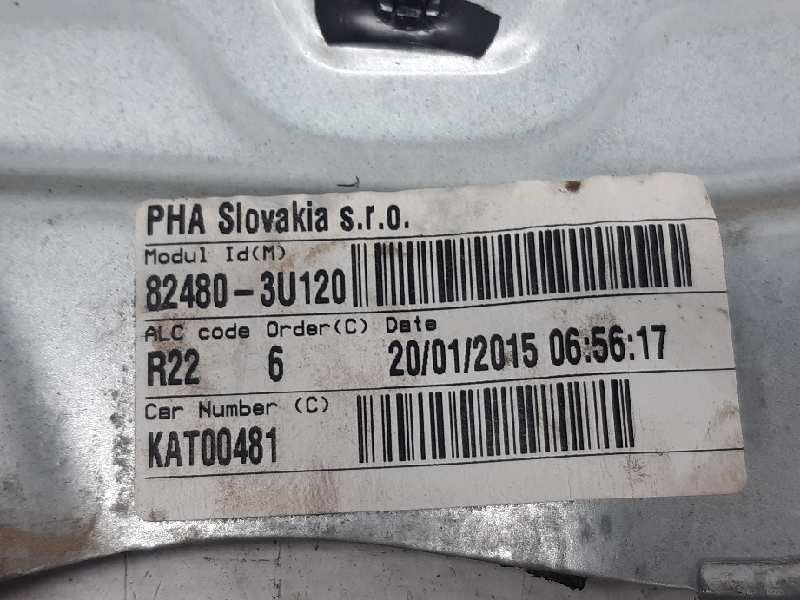 PHA Slovakia s.r.o.
Modul Id(M)
82480-3U120
ALC code Order(C) Date
R22 6 20/01/2015 06:56:17
Car Number (C)
KAT00481